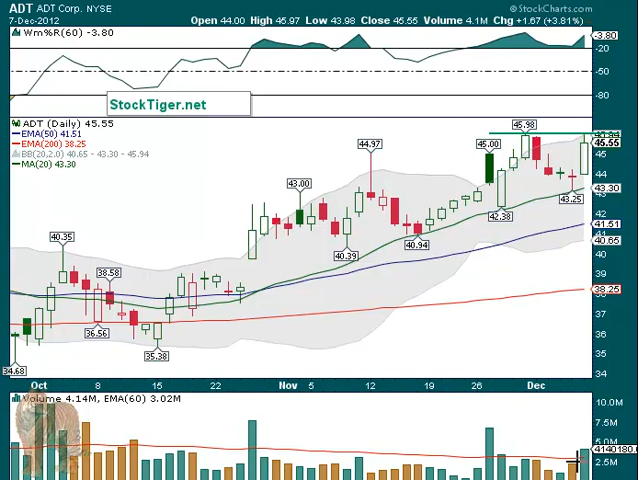 ADT ADT Corp. NYSE
© StockCharts.com
7-Dec-2012
Open 44.00 High 45.97 Low 43.98 Close 45.55 Volume 4.1M Chg +1.67 (+3.81%)
Wm%R(60) -3.80
-3.80
-20
-50
-80
StockTiger.net
ADT (Daily) 45.55
EMA(50) 41.51
EMA(200) 38.25
BB(20,2.0) 40.65 - 43.30 - 45.94
MA(20) 43.30
45.98
45.55
45.00
45
44.97
44
43.00
43.30
43.25
42.38
42
41.51
40.94
40.65
40.39
40.35
40
39
38.58
38.25
37
36.56
36
35.38
35
34.68
34
Oct 8 15 22 Nov 5 12 19 26 Dec
Volume 4.14M, EMA(60) 3.02M
10.0M
7.5M
4140180.0
2.5M